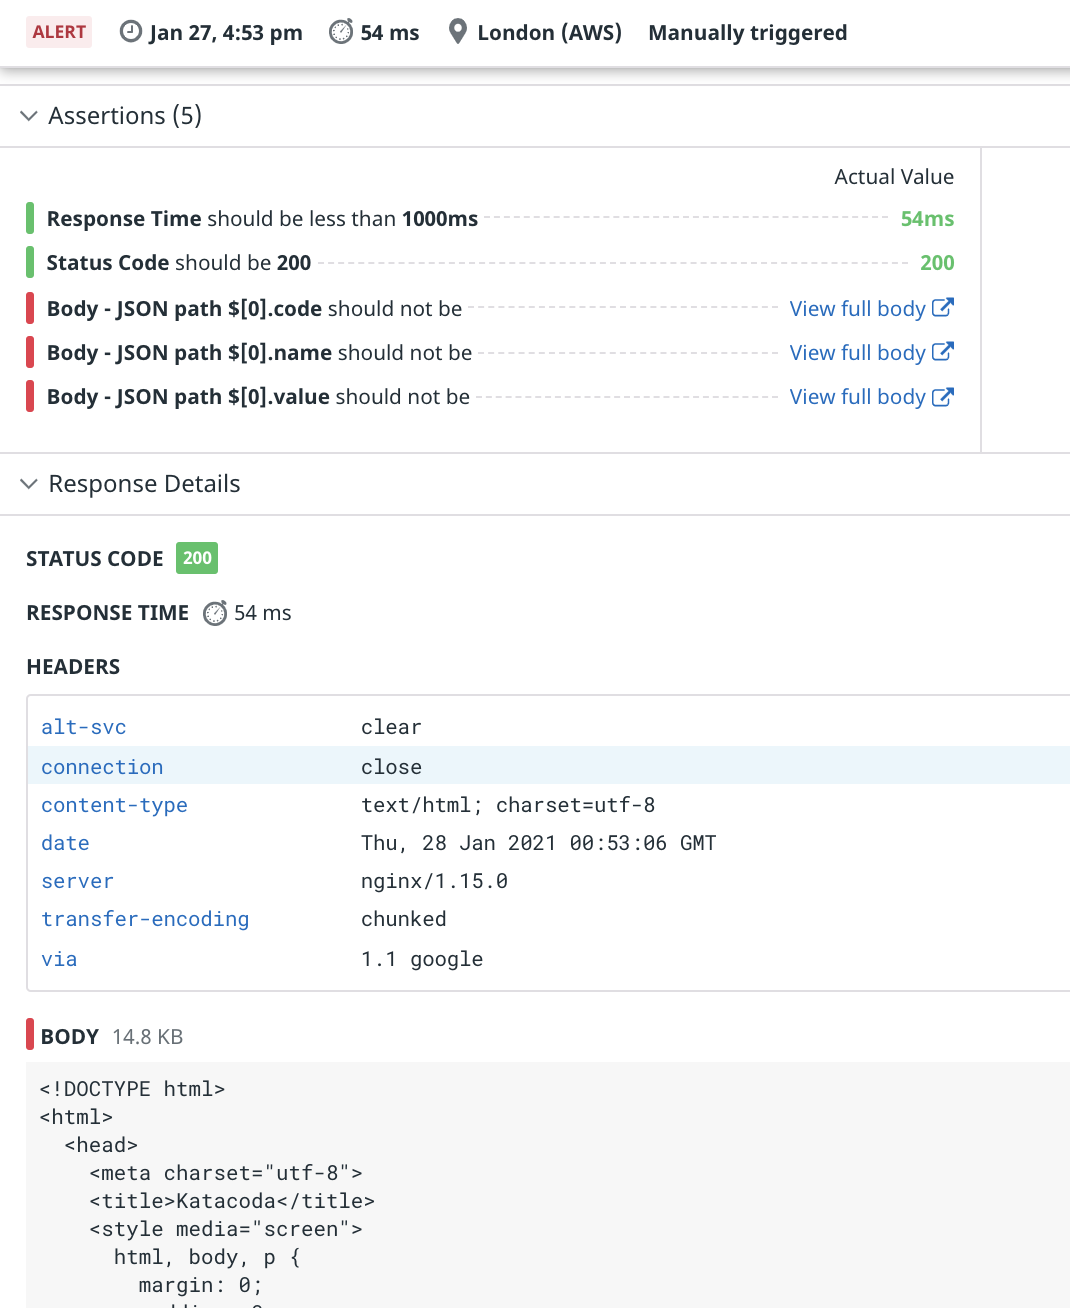 ALERT Jan 27, 4:53 pm 54 ms London (AWS) Manually triggered
Assertions (5)
Actual Value
Response Time should be less than 1000ms 54ms
Status Code should be 200 200
Body - JSON path $[0].code should not be View full body
Body - JSON path $[0].name should not be View full body
Body - JSON path $[0].value should not be View full body
Response Details
STATUS CODE 200
RESPONSE TIME 54 ms
HEADERS
alt-svc clear
connection close
content-type text/html; charset=utf-8
date Thu, 28 Jan 2021 00:53:06 GMT
server nginx/1.15.0
transfer-encoding chunked
via 1.1 google
BODY 14.8 KB
<!DOCTYPE html>
<html>
<head>
<meta charset="utf-8">
<title>Katacoda</title>
<style media="screen">
html, body, p {
margin: 0;